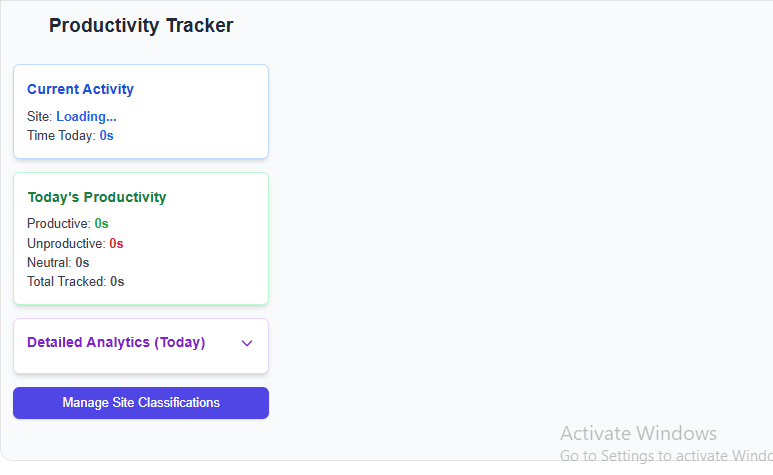 Productivity Tracker
Current Activity
Site: Loading...
Time Today: 0s
Today's Productivity
Productive: 0s
Unproductive: 0s
Neutral: 0s
Total Tracked: 0s
Detailed Analytics (Today)
Manage Site Classifications
Activate Windows
Go to Settings to activate Windo